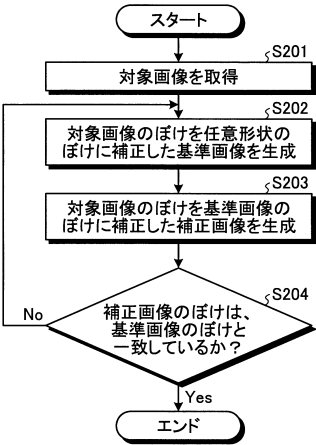 スタート
S201
対象画像を取得
S202
対象画像のぼけを任意形状の
ぼけに補正した基準画像を生成
S203
対象画像のぼけを基準画像の
ぼけに補正した補正画像を生成
S204
補正画像のぼけは、
基準画像のぼけと
一致しているか？
No
Yes
エンド